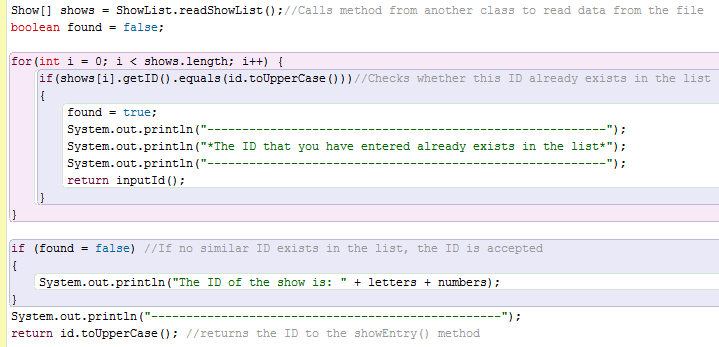 Show[] shows = ShowList.readShowList();//Calls method from another class to read data from the file
boolean found = false;
for(int i = 0; i < shows.length; i++) {
if(shows[i].getID().equals(id.toUpperCase()))//Checks whether this ID already exists in the list
{
found = true;
System.out.println("---------------------------------------------------------");
System.out.println("*The ID that you have entered already exists in the list*");
System.out.println("---------------------------------------------------------");
return inputId();
}
}
if (found = false) //If no similar ID exists in the list, the ID is accepted
{
System.out.println("The ID of the show is: " + letters + numbers);
}
System.out.println("--------------------------------------------------");
return id.toUpperCase(); //returns the ID to the showEntry() method